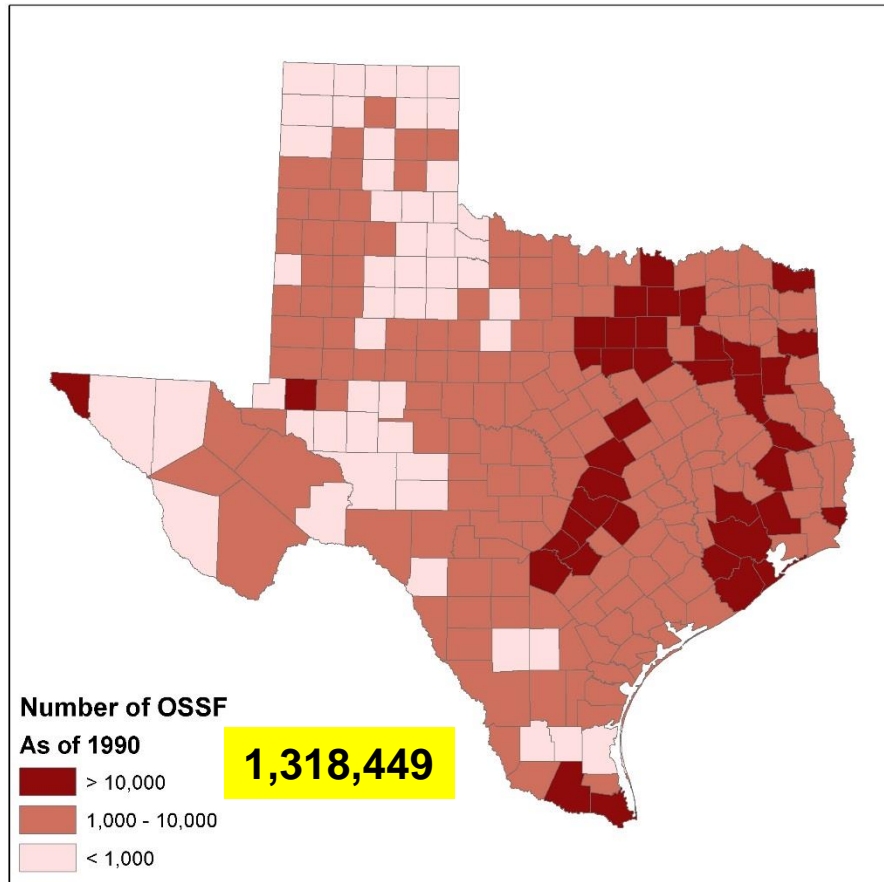 Number of OSSF
As of 1990
> 10,000
1,000 - 10,000
< 1,000
1,318,449